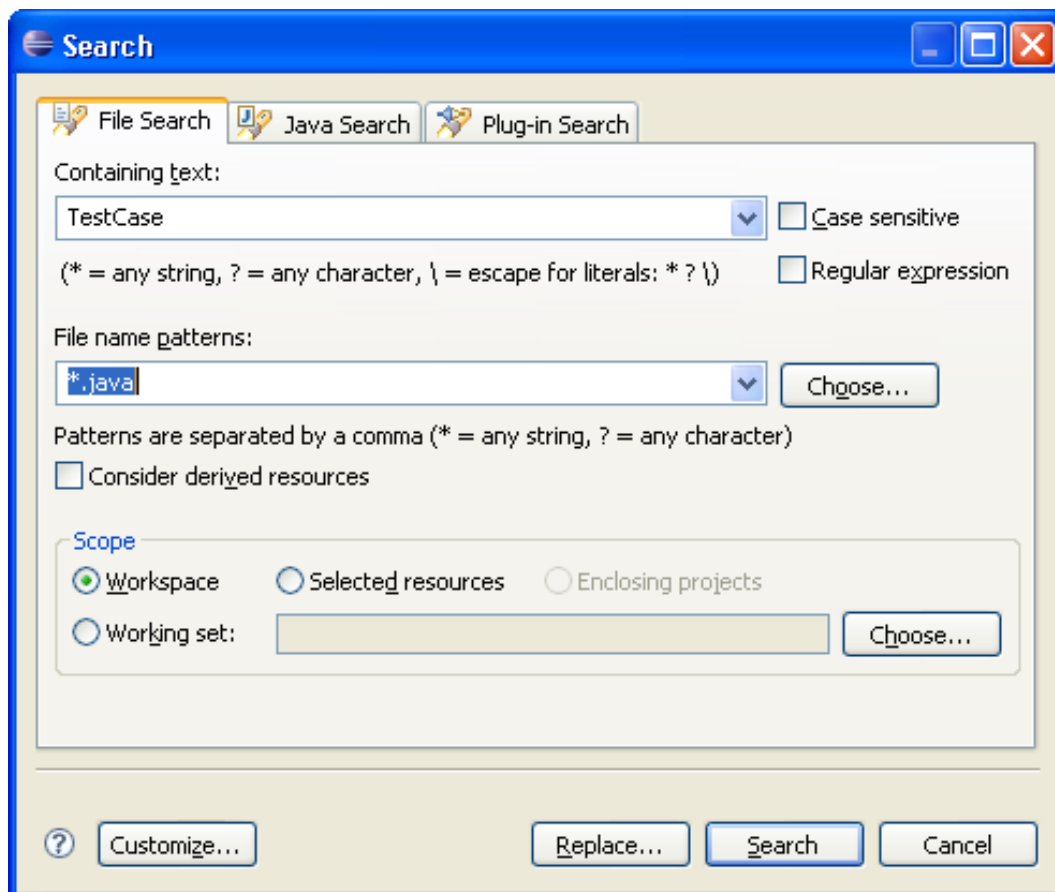 Search
File Search Java Search Plug-in Search
Containing text:
TestCase Case sensitive
(* = any string, ? = any character, \ = escape for literals: * ? \) Regular expression
File name patterns:
*.java Choose...
Patterns are separated by a comma (* = any string, ? = any character)
Consider derived resources
Scope
Workspace Selected resources Enclosing projects
Working set: Choose...
? Customize... Replace... Search Cancel